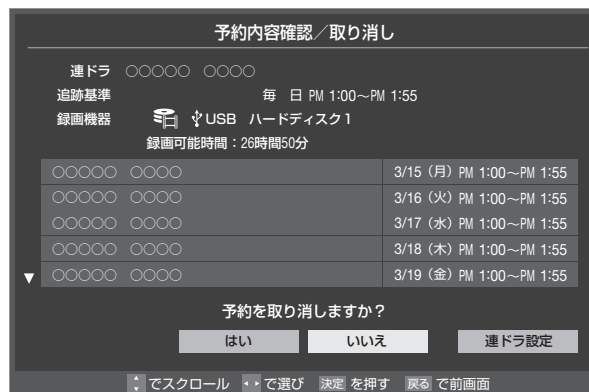 予約内容確認／取り消し
連ドラ ○○○○○ ○○○○
追跡基準 毎 日 PM 1:00～PM 1:55
録画機器 USB ハードディスク1
録画可能時間：26時間50分
○○○○○ ○○○○ 3/15（月）PM 1:00～PM 1:55
○○○○○ ○○○○ 3/16（火）PM 1:00～PM 1:55
○○○○○ ○○○○ 3/17（水）PM 1:00～PM 1:55
○○○○○ ○○○○ 3/18（木）PM 1:00～PM 1:55
▼ ○○○○○ ○○○○ 3/19（金）PM 1:00～PM 1:55
予約を取り消しますか？
はい いいえ 連ドラ設定
でスクロール で選び 決定 を押す 戻る で前画面